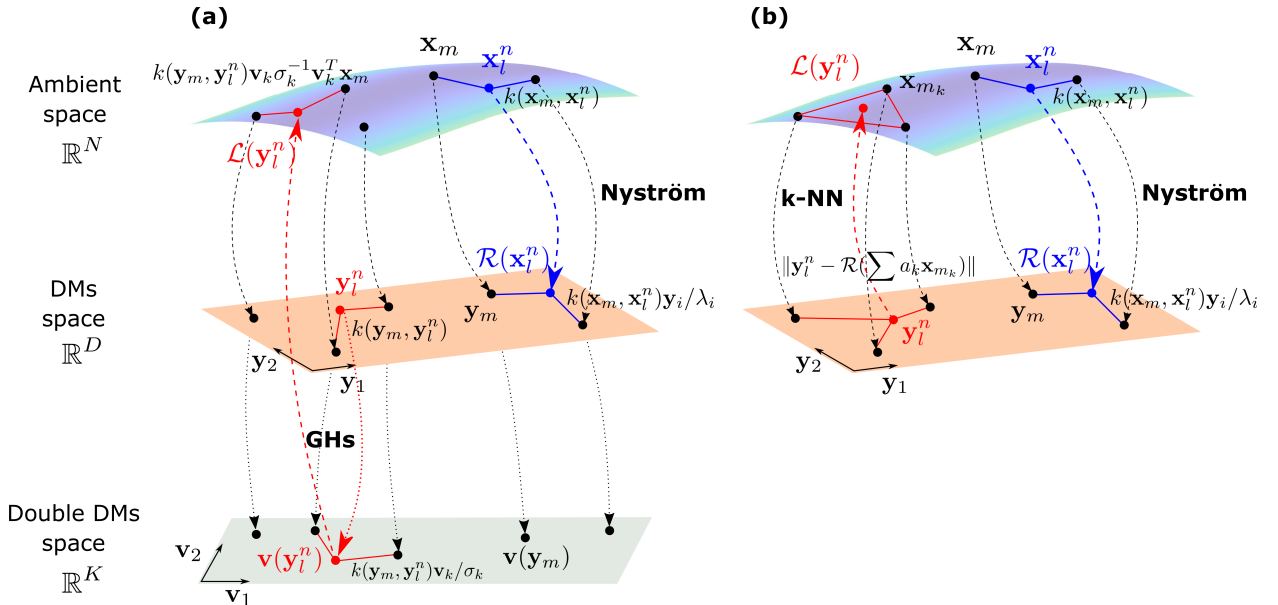 (a)
(b)
Ambient
space
ℝ^N
k(y_m, y_l^n)v_kσ_k^{-1}v_k^T x_m
x_m
x_l^n
k(x_m, x_l^n)
ℒ(y_l^n)
Nyström
ℒ(y_l^n)
x_{m_k}
x_m
x_l^n
k(x_m, x_l^n)
k-NN
Nyström
DMs
space
ℝ^D
y_l^n
k(y_m, y_l^n)
ℛ(x_l^n)
y_m
k(x_m, x_l^n)y_i/λ_i
y_2
y_1
‖y_l^n − ℛ(∑ a_k x_{m_k})‖
ℛ(x_l^n)
y_l^n
y_m
k(x_m, x_l^n)y_i/λ_i
y_2
y_1
GHs
Double DMs
space
ℝ^K
v(y_l^n)
k(y_m, y_l^n)v_k/σ_k
v(y_m)
v_2
v_1